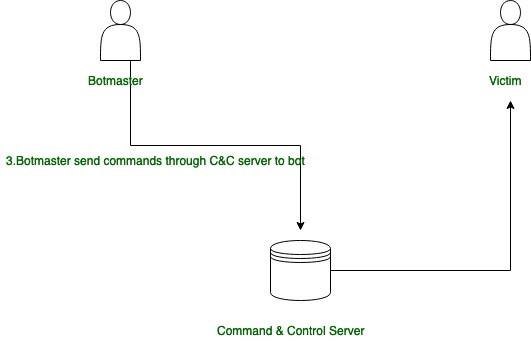 Botmaster
Victim
3.Botmaster send commands through C&C server to bot
Command & Control Server